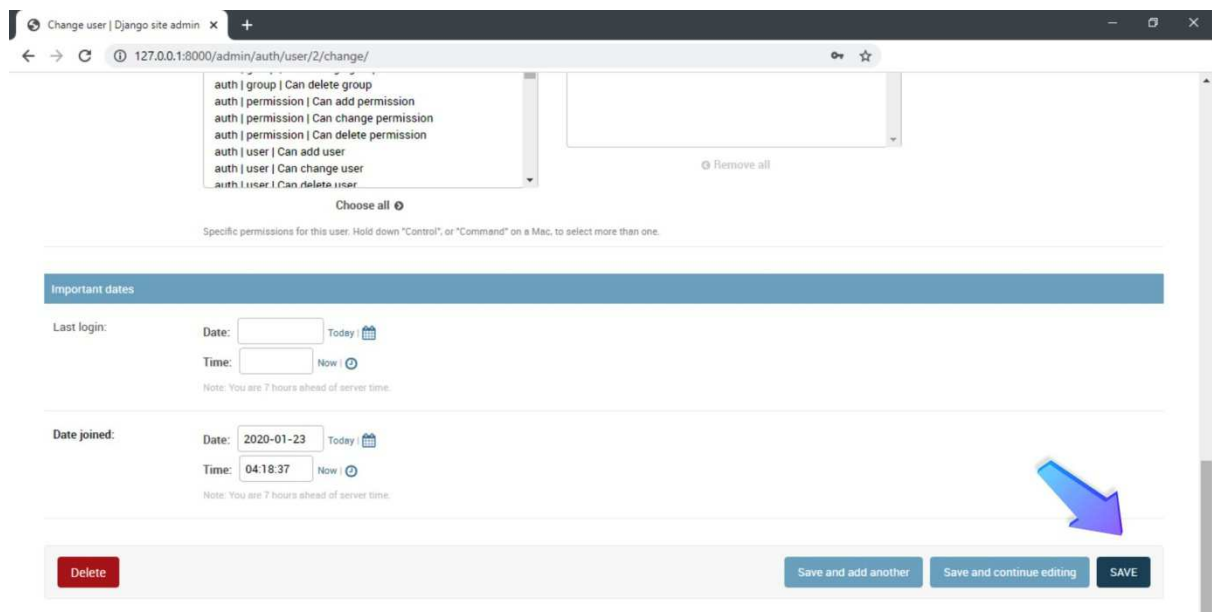 Change user | Django site admin
127.0.0.1:8000/admin/auth/user/2/change/
auth | group | Can delete group
auth | permission | Can add permission
auth | permission | Can change permission
auth | permission | Can delete permission
auth | user | Can add user
auth | user | Can change user
auth | user | Can delete user
Remove all
Choose all
Specific permissions for this user. Hold down "Control", or "Command" on a Mac, to select more than one.
Important dates
Last login:
Date: Today |
Time: Now |
Note: You are 7 hours ahead of server time.
Date joined:
Date: 2020-01-23 Today |
Time: 04:18:37 Now |
Note: You are 7 hours ahead of server time.
Delete Save and add another Save and continue editing SAVE